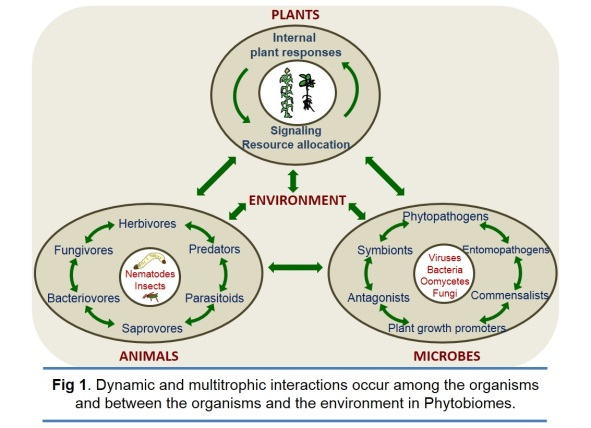 PLANTS
Internal
plant responses
Signaling
Resource allocation
ENVIRONMENT
Herbivores
Fungivores
Predators
Nematodes
Insects
Bacteriovores
Parasitoids
Saprovores
ANIMALS
Phytopathogens
Symbionts
Entomopathogens
Viruses
Bacteria
Oomycetes
Fungi
Antagonists
Commensalists
Plant growth promoters
MICROBES
Fig 1. Dynamic and multitrophic interactions occur among the organisms
and between the organisms and the environment in Phytobiomes.